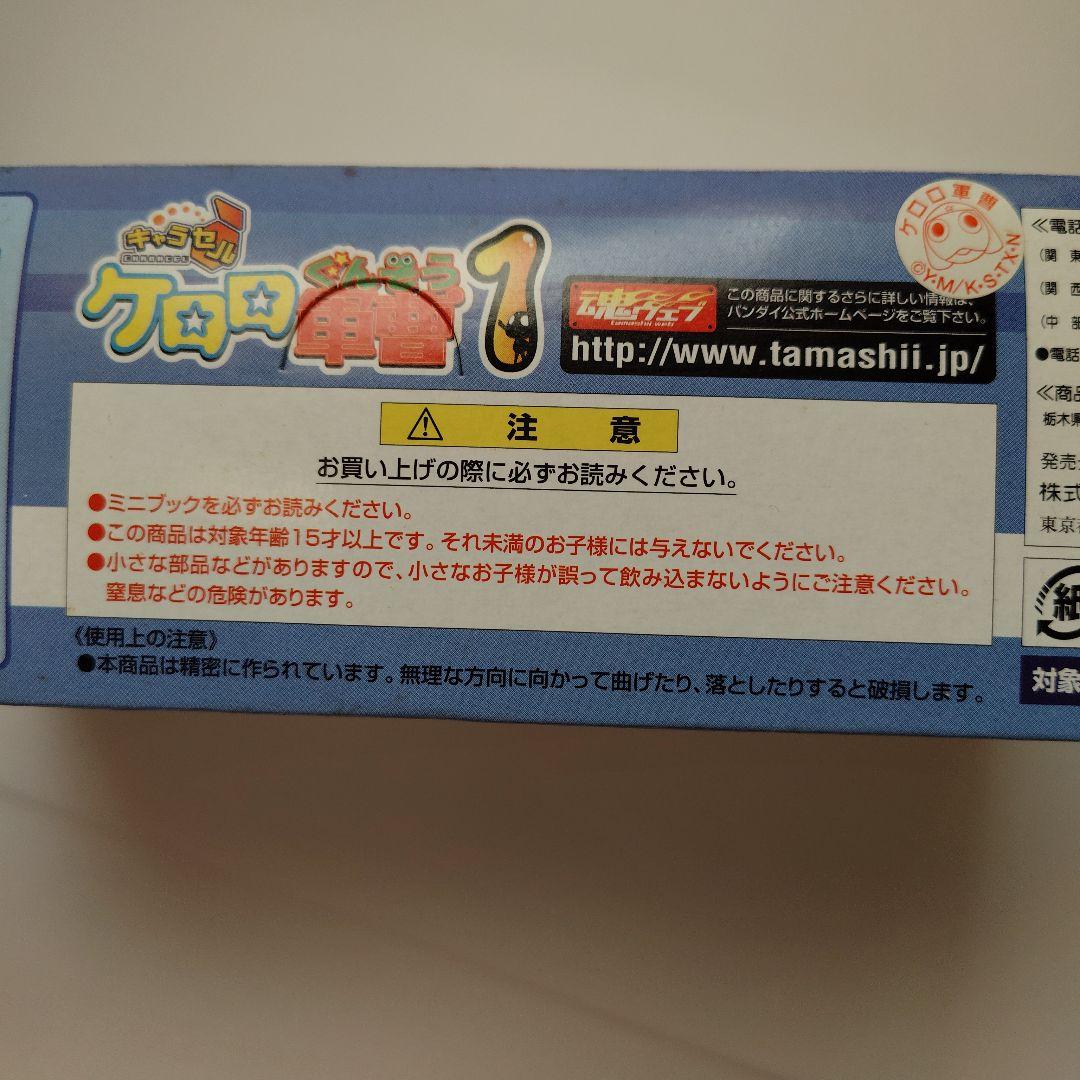 キャラセル
CHARACELL
ケロロ軍曹1
ぐんそう
魂ウェブ
tamashii web
この商品に関するさらに詳しい情報は、
バンダイ公式ホームページをご覧下さい。
http://www.tamashii.jp/
ケロロ軍曹
©Y・M/K・S・TX・N
⚠ 注 意
お買い上げの際に必ずお読みください。
●ミニブックを必ずお読みください。
●この商品は対象年齢15才以上です。それ未満のお子様には与えないでください。
●小さな部品などがありますので、小さなお子様が誤って飲み込まないようにご注意ください。
窒息などの危険があります。
《使用上の注意》
●本商品は精密に作られています。無理な方向に向かって曲げたり、落としたりすると破損します。
≪電話
(関 東
(関 西
(中 部
●電話
≪商品
栃木県
発売
株式
東京
紙
対象